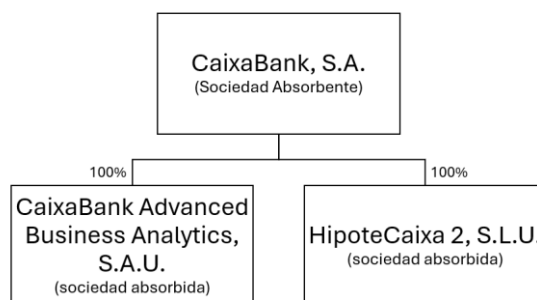 CaixaBank, S.A.
(Sociedad Absorbente)
100%
100%
CaixaBank Advanced
Business Analytics,
S.A.U.
(sociedad absorbida)
HipoteCaixa 2, S.L.U.
(sociedad absorbida)